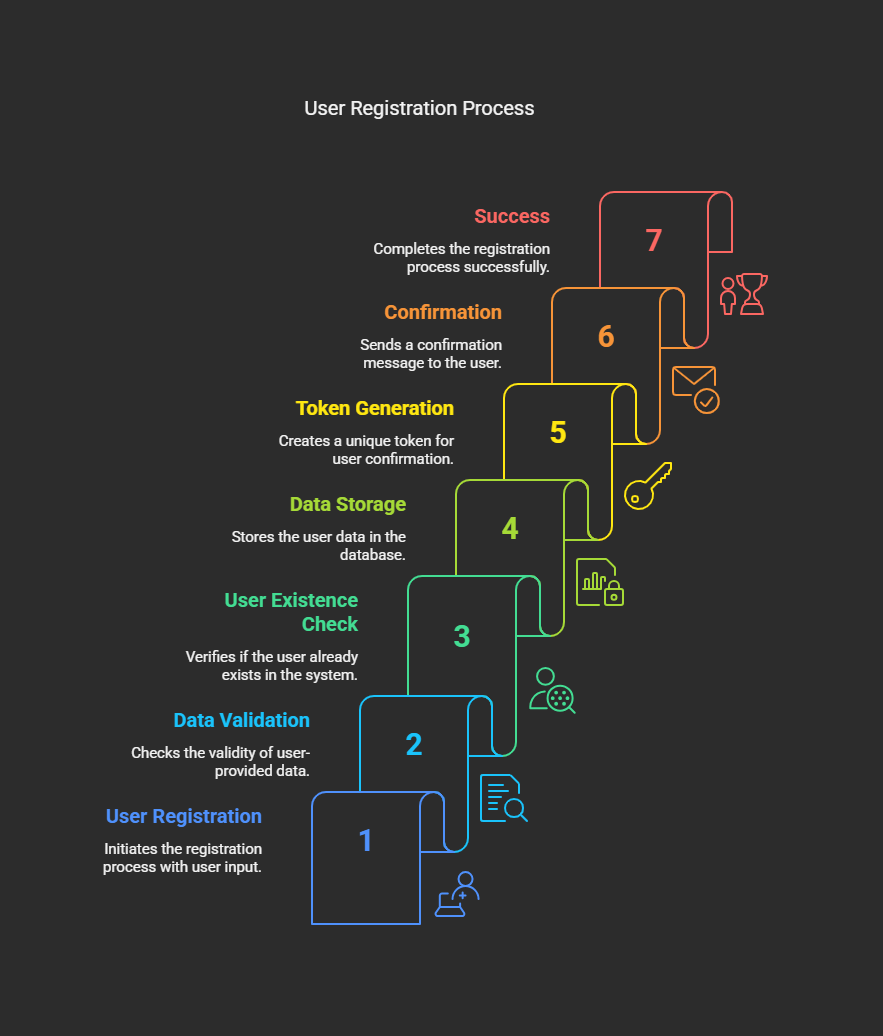 User Registration Process
Success
7
Completes the registration
process successfully.
Confirmation
6
Sends a confirmation
message to the user.
Token Generation
5
Creates a unique token for
user confirmation.
Data Storage
4
Stores the user data in the
database.
User Existence
Check
3
Verifies if the user already
exists in the system.
Data Validation
2
Checks the validity of user-
provided data.
User Registration
1
Initiates the registration
process with user input.